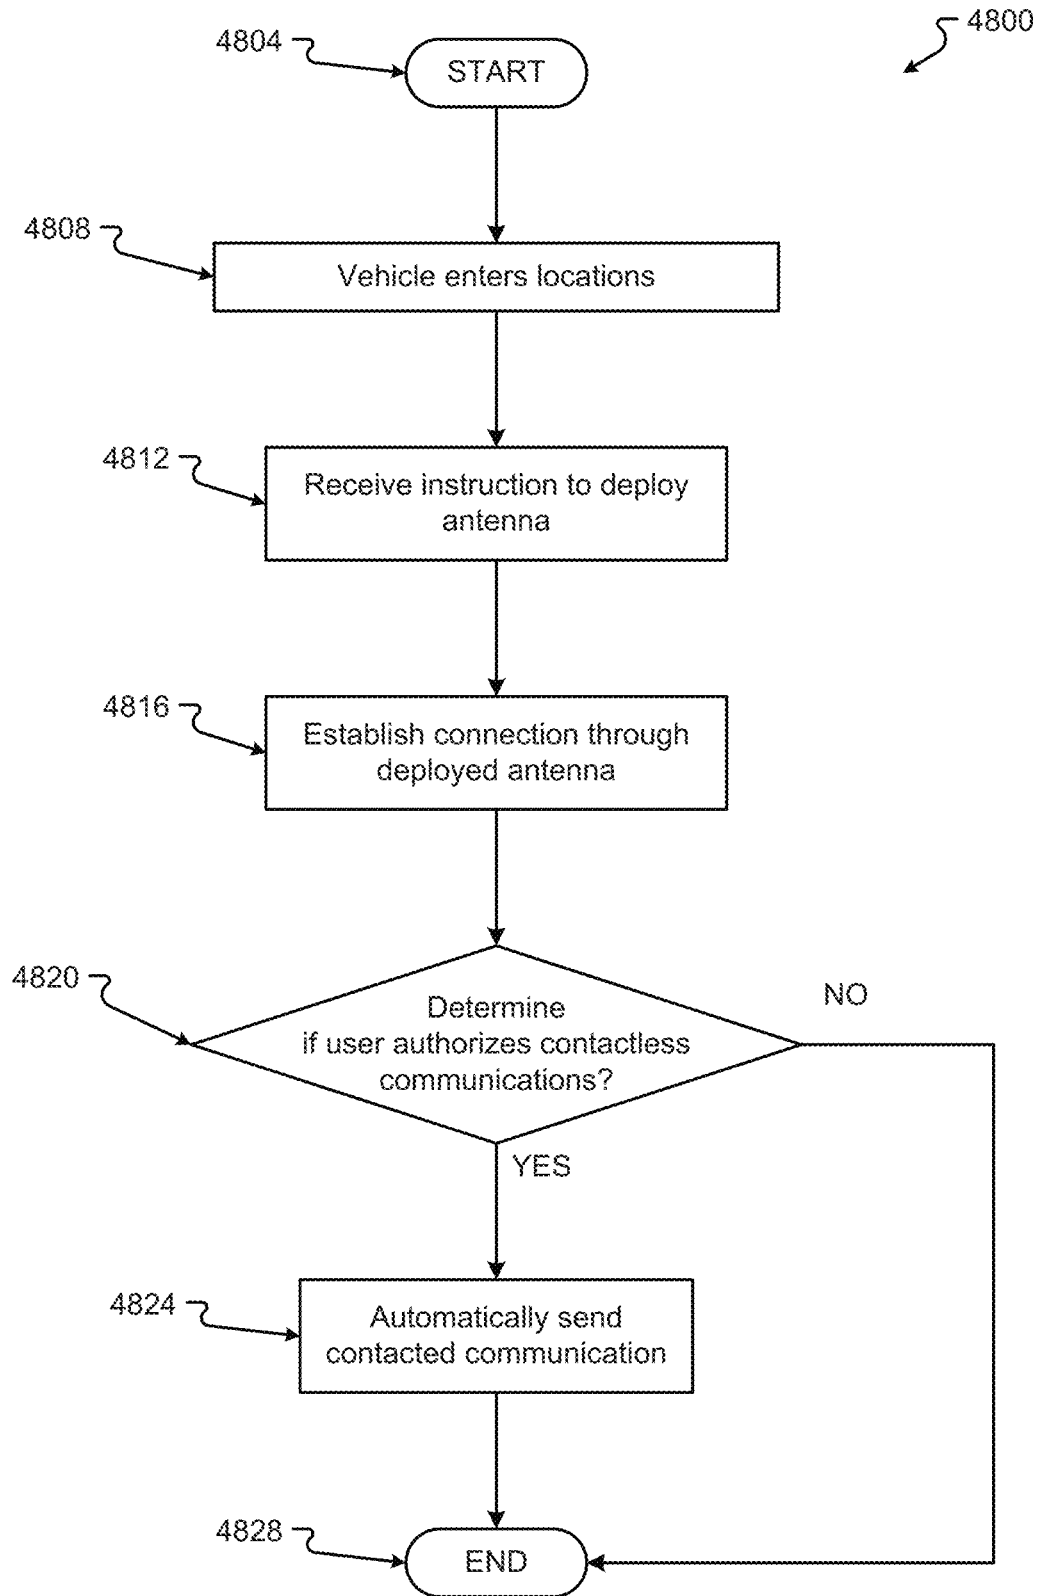 4800
4804
START
4808
Vehicle enters locations
4812
Receive instruction to deploy
antenna
4816
Establish connection through
deployed antenna
4820
Determine
if user authorizes contactless
communications?
NO
YES
4824
Automatically send
contacted communication
4828
END